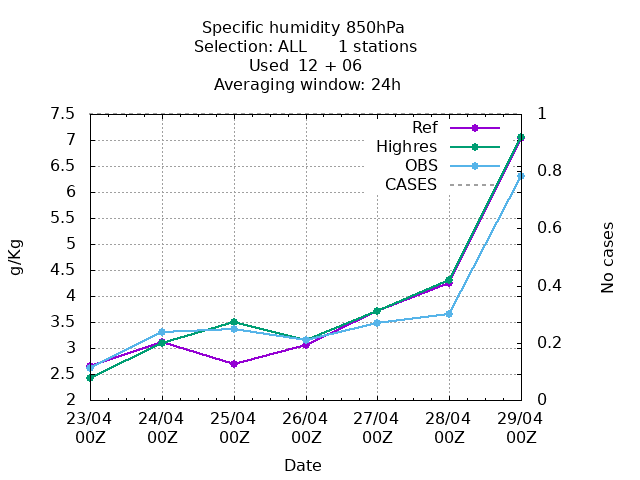 Specific humidity 850hPa
Selection: ALL      1 stations
Used  12 + 06
Averaging window: 24h
7.5
7
6.5
6
5.5
5
4.5
4
3.5
3
2.5
2
g/Kg
Ref
Highres
OBS
CASES
1
0.8
0.6
0.4
0.2
0
No cases
23/04 24/04 25/04 26/04 27/04 28/04 29/04
00Z 00Z 00Z 00Z 00Z 00Z 00Z
Date